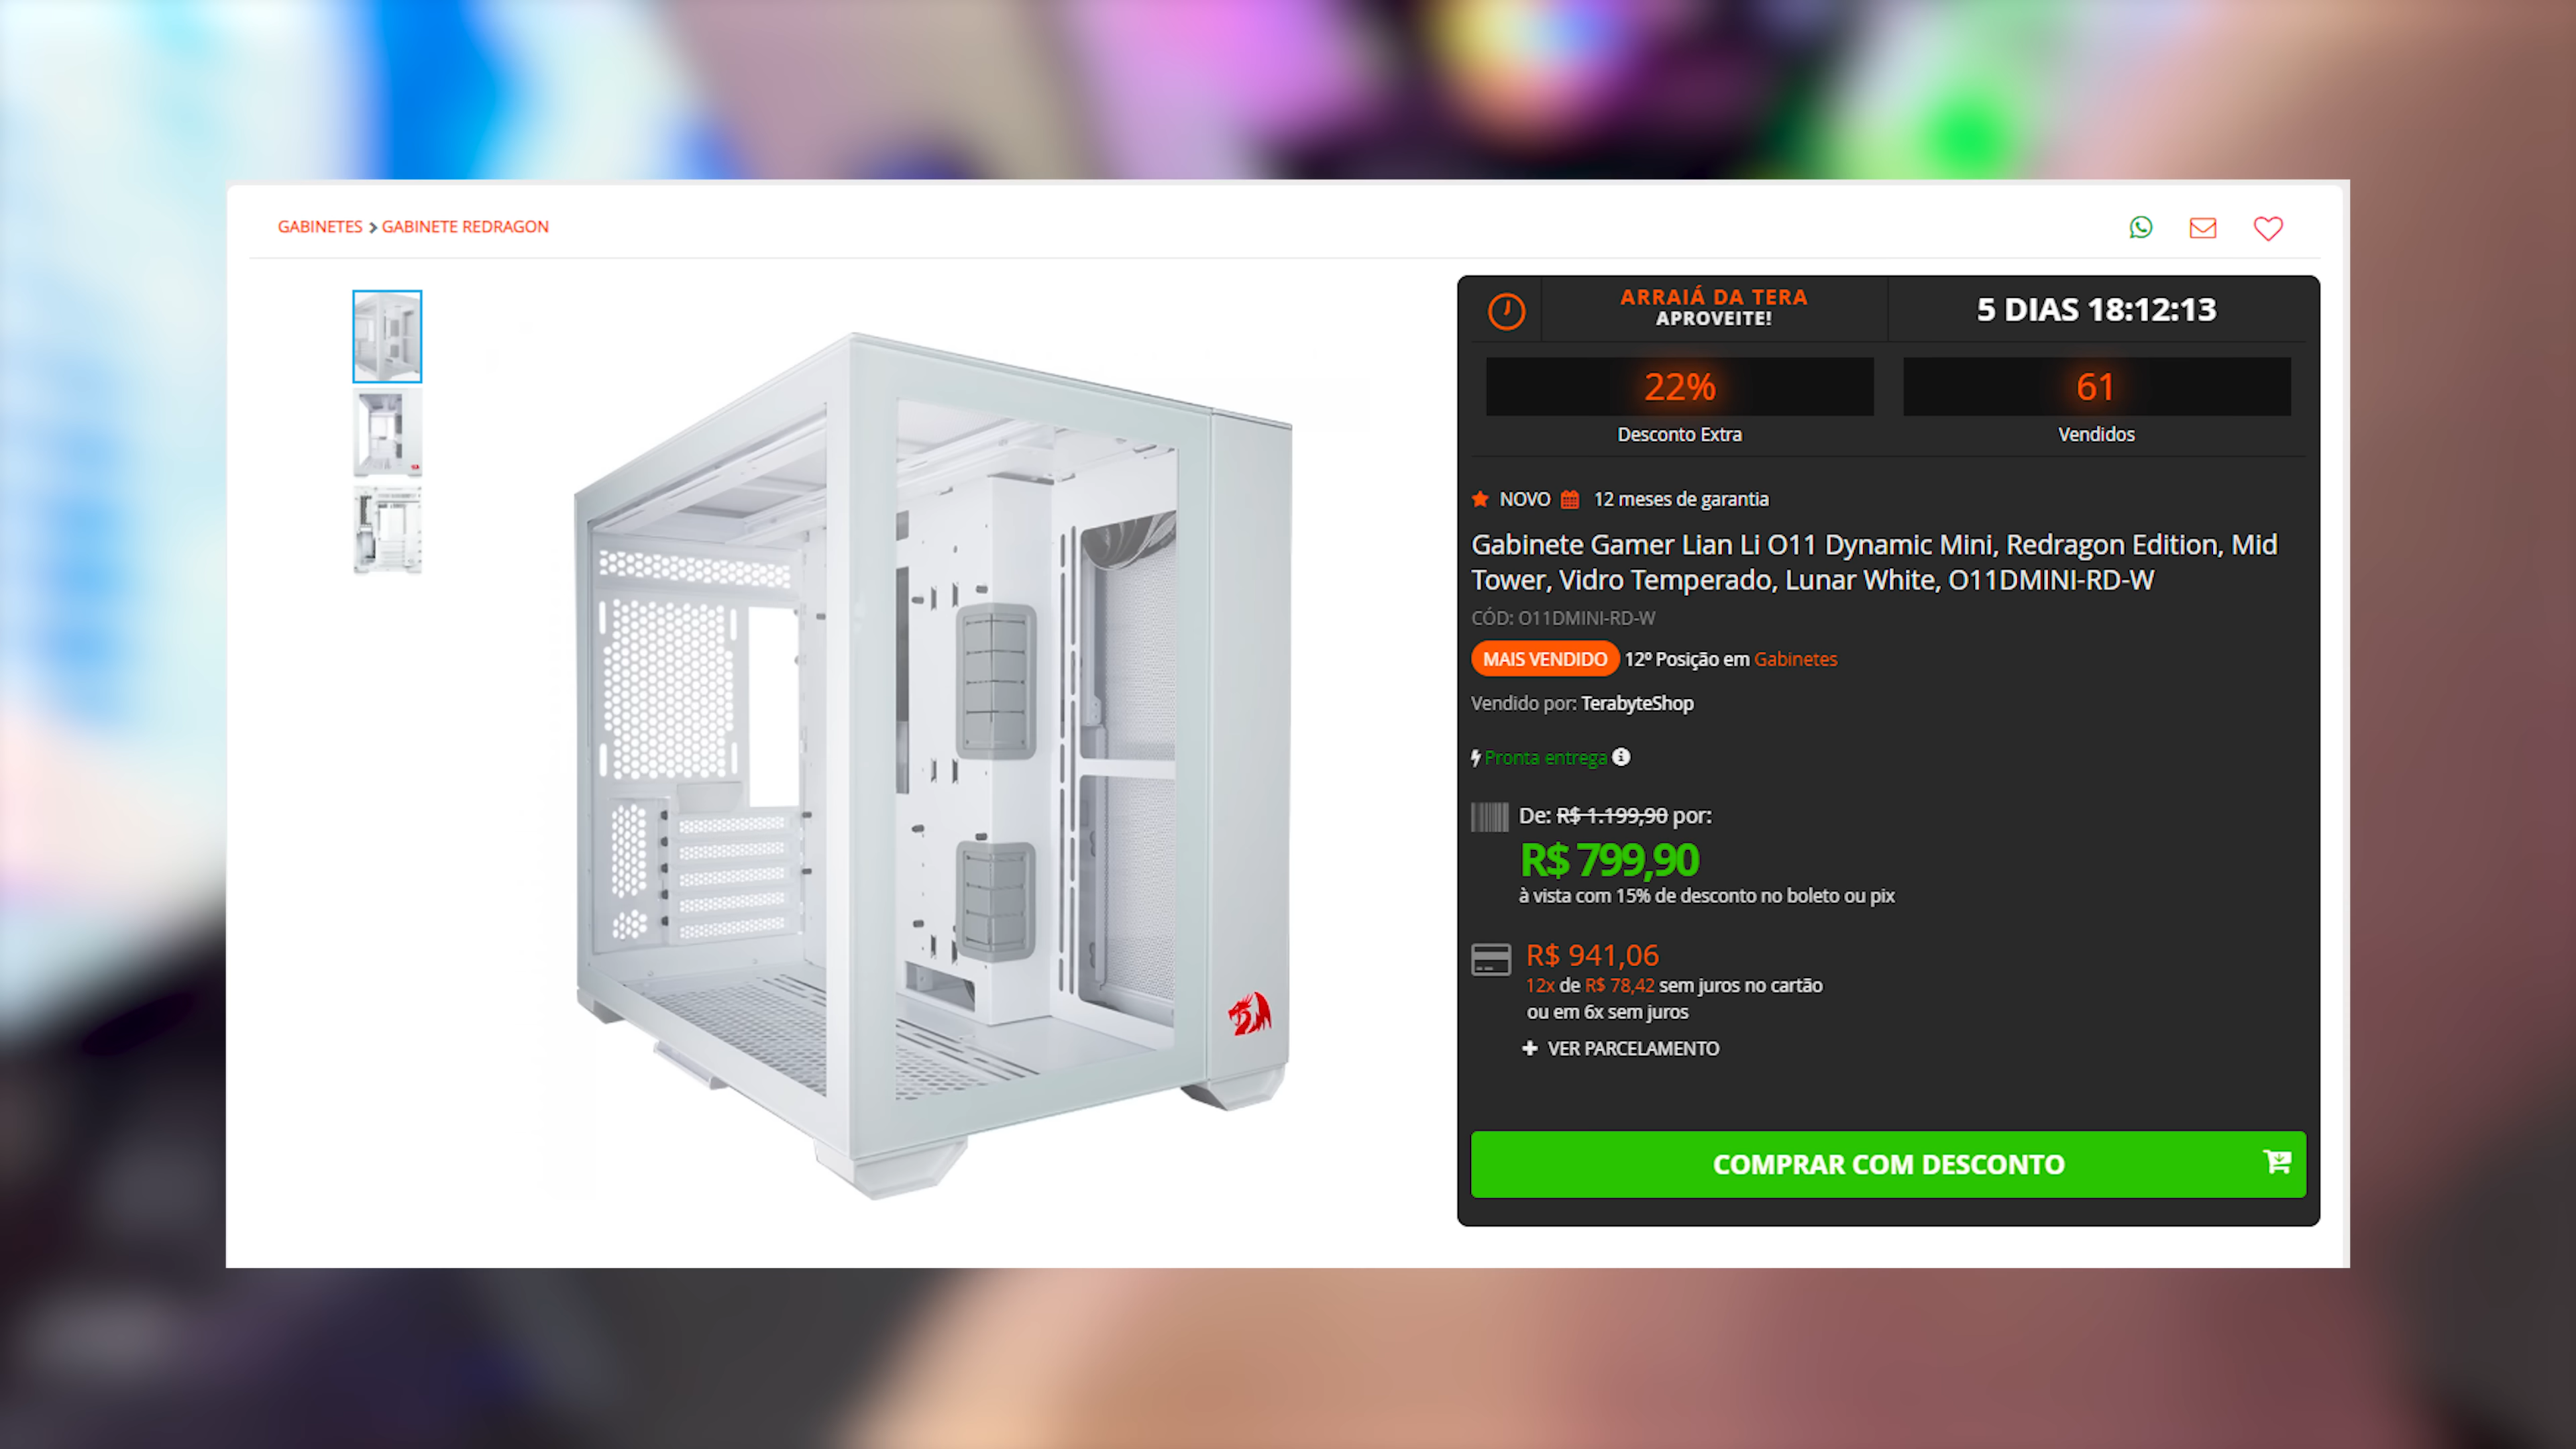 GABINETES > GABINETE REDRAGON
ARRAIÁ DA TERA
APROVEITE!
5 DIAS 18:12:13
22%
Desconto Extra
61
Vendidos
NOVO 12 meses de garantia
Gabinete Gamer Lian Li O11 Dynamic Mini, Redragon Edition, Mid
Tower, Vidro Temperado, Lunar White, O11DMINI-RD-W
CÓD: O11DMINI-RD-W
MAIS VENDIDO 12º Posição em Gabinetes
Vendido por: TerabyteShop
Pronta entrega
De: R$ 1.199,90 por:
R$ 799,90
à vista com 15% de desconto no boleto ou pix
R$ 941,06
12x de R$ 78,42 sem juros no cartão
ou em 6x sem juros
+ VER PARCELAMENTO
COMPRAR COM DESCONTO